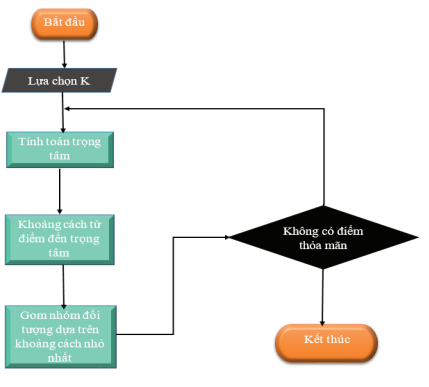 Bắt đầu
Lựa chọn K
Tính toán trọng
tâm
Khoảng cách từ
điểm đến trọng
tâm
Gom nhóm đối
tượng dựa trên
khoảng cách nhỏ
nhất
Không có điểm
thỏa mãn
Kết thúc